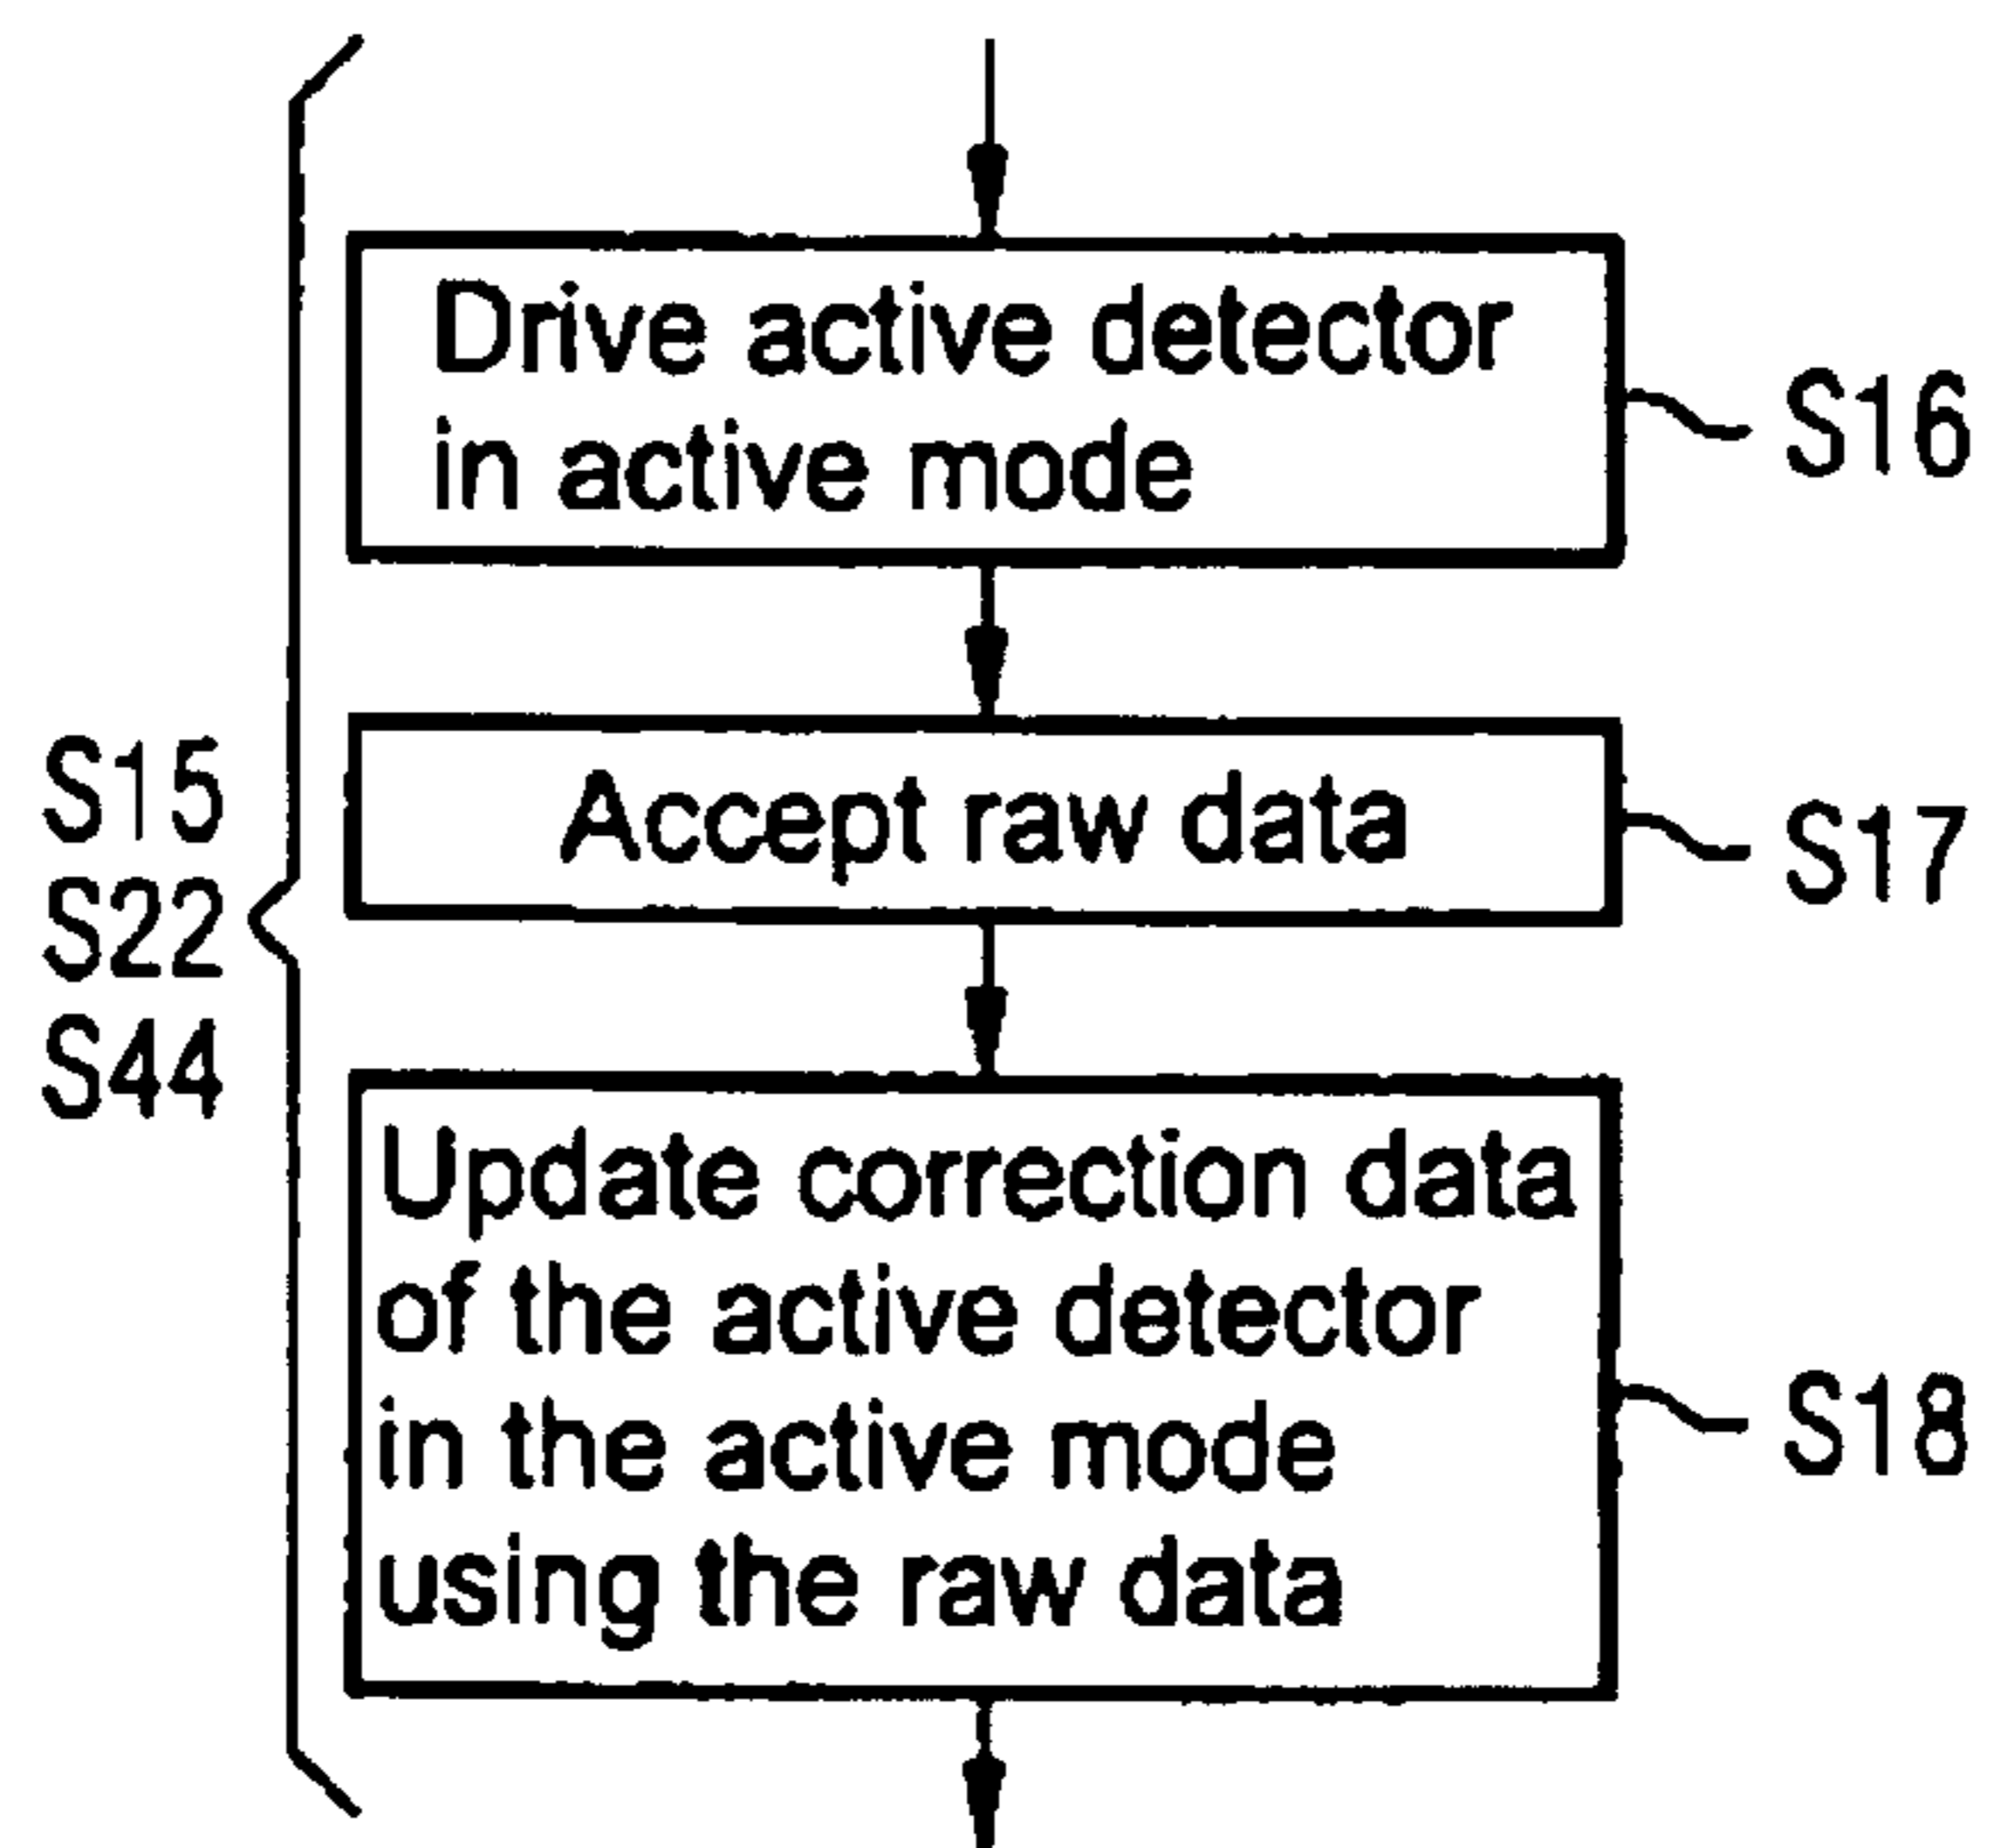 Drive active detector
in active mode
S16
Accept raw data
S17
S15
S22
S44
Update correction data
of the active detector
in the active mode
using the raw data
S18